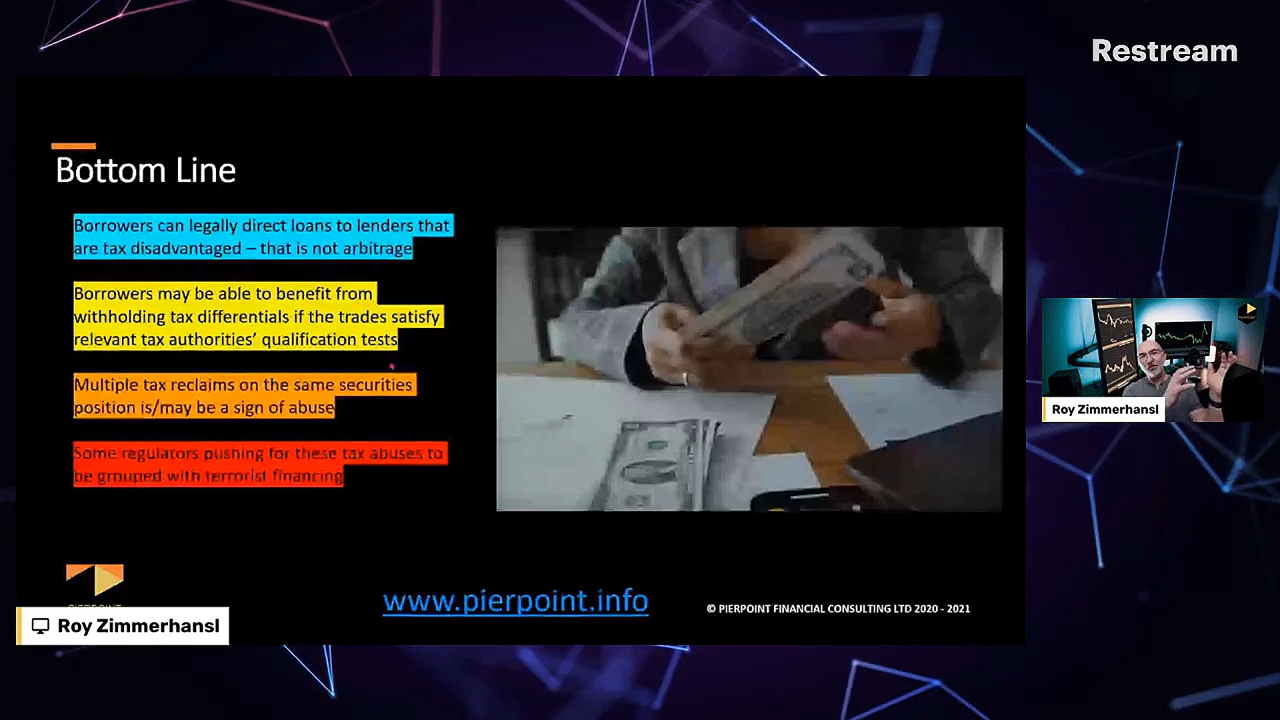 Restream
Bottom Line
Borrowers can legally direct loans to lenders that
are tax disadvantaged – that is not arbitrage
Borrowers may be able to benefit from
withholding tax differentials if the trades satisfy
relevant tax authorities’ qualification tests
Multiple tax reclaims on the same securities
position is/may be a sign of abuse
Some regulators pushing for these tax abuses to
be grouped with terrorist financing
Roy Zimmerhansl
www.pierpoint.info
© PIERPOINT FINANCIAL CONSULTING LTD 2020 - 2021
Roy Zimmerhansl